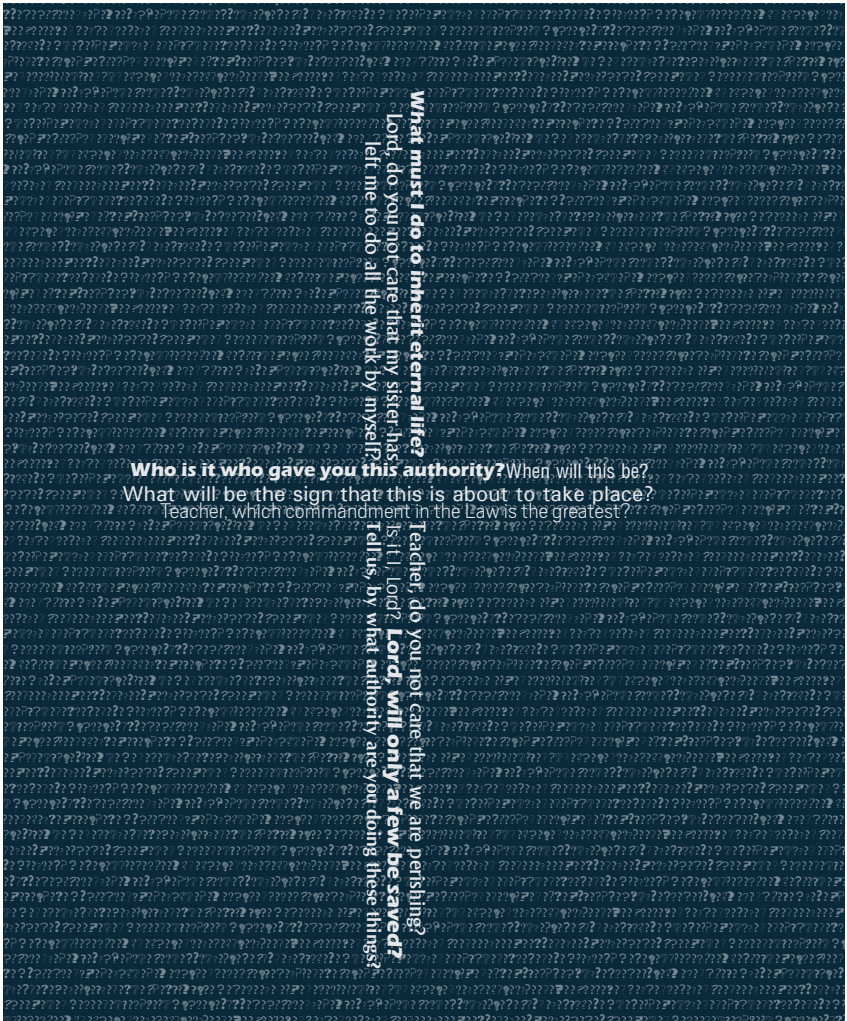 What must I do to inherit eternal life?
Lord, do you not care that my sister has
left me to do all the work by myself?
Who is it who gave you this authority?When will this be?
What will be the sign that this is about to take place?
Teacher, which commandment in the Law is the greatest?
Teacher, do you not care that we are perishing?
Is it I, Lord? Lord, will only a few be saved?
Tell us, by what authority are you doing these things?